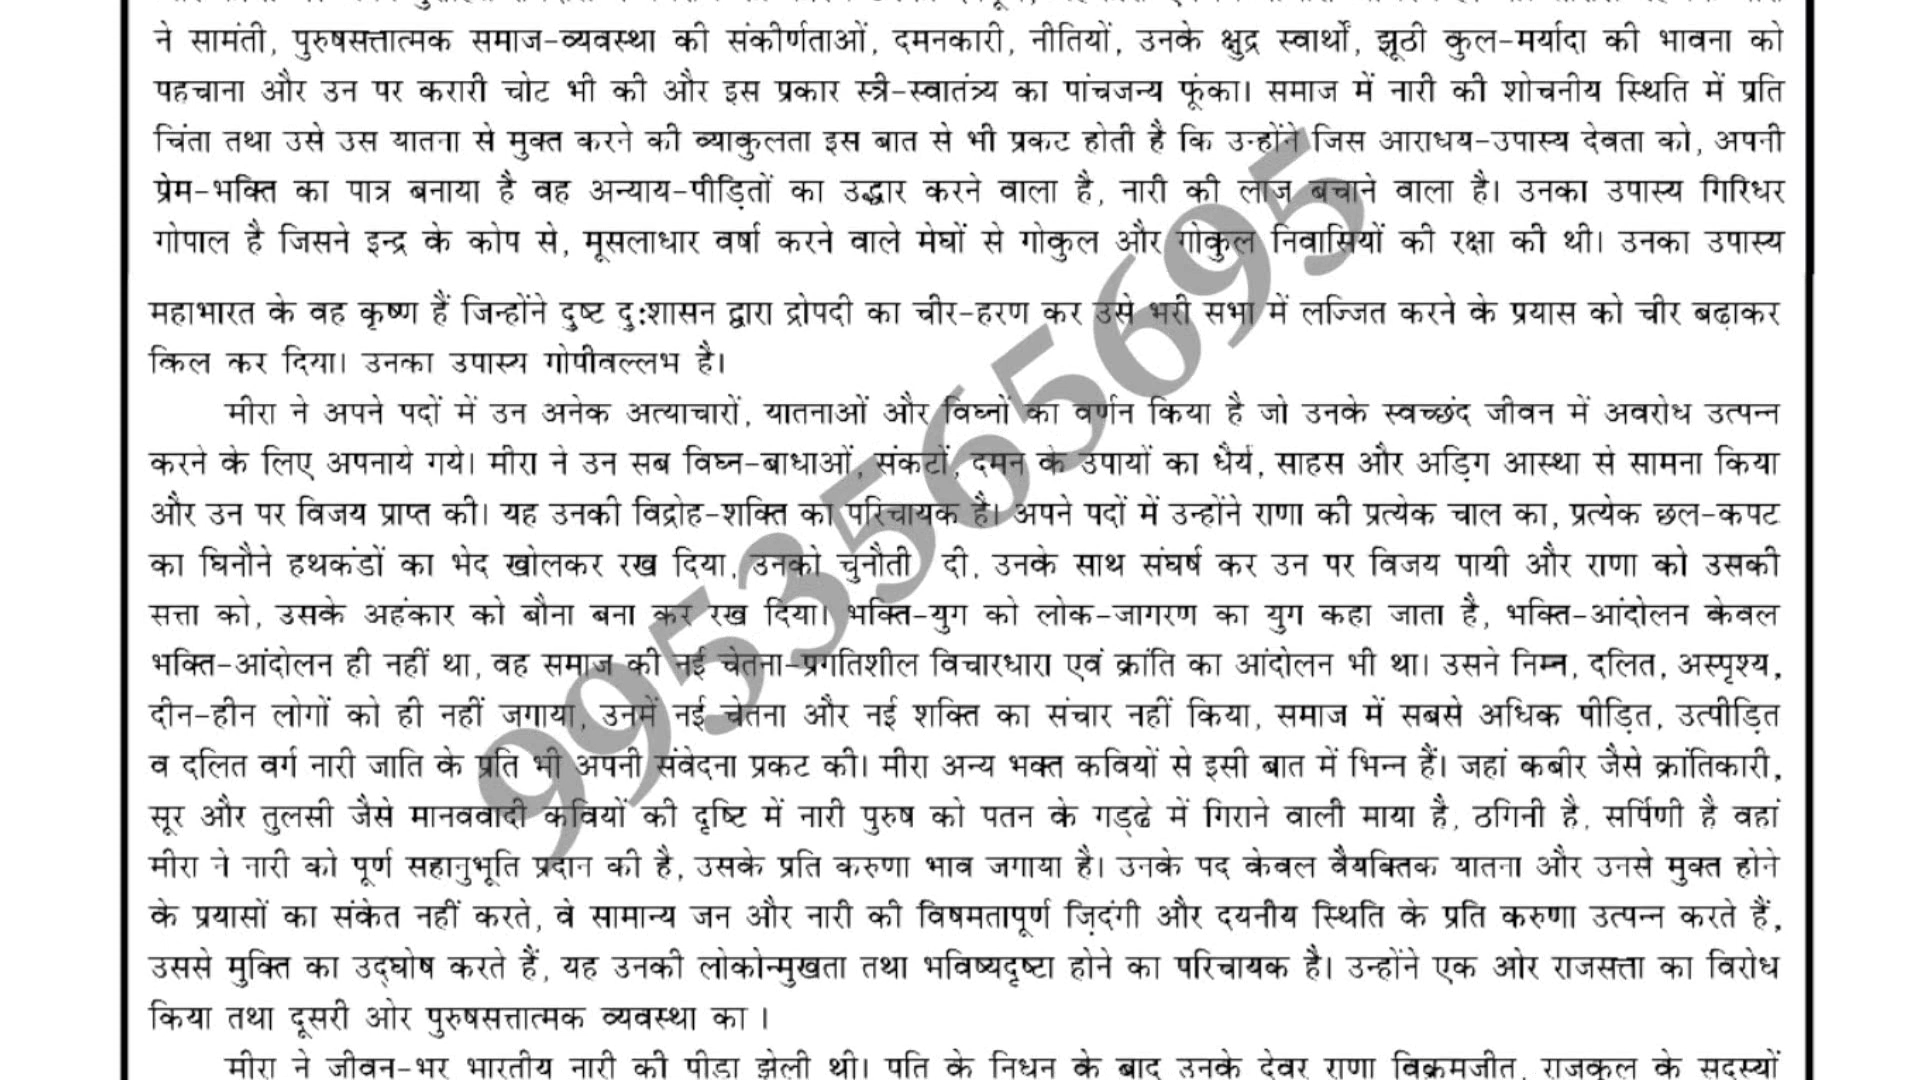 ने सामंती, पुरुषसत्तात्मक समाज-व्यवस्था की संकीर्णताओं, दमनकारी, नीतियों, उनके क्षुद्र स्वार्थों, झूठी कुल-मर्यादा की भावना को
पहचाना और उन पर करारी चोट भी की और इस प्रकार स्त्री-स्वातंत्र्य का पांचजन्य फूंका। समाज में नारी की शोचनीय स्थिति में प्रति
चिंता तथा उसे उस यातना से मुक्त करने की व्याकुलता इस बात से भी प्रकट होती है कि उन्होंने जिस आराधय-उपास्य देवता को, अपनी
प्रेम-भक्ति का पात्र बनाया है वह अन्याय-पीड़ितों का उद्धार करने वाला है, नारी की लाज बचाने वाला है। उनका उपास्य गिरिधर
गोपाल है जिसने इन्द्र के कोप से, मूसलाधार वर्षा करने वाले मेघों से गोकुल और गोकुल निवासियों की रक्षा की थी। उनका उपास्य
महाभारत के वह कृष्ण हैं जिन्होंने दुष्ट दुःशासन द्वारा द्रोपदी का चीर-हरण कर उसे भरी सभा में लज्जित करने के प्रयास को चीर बढ़ाकर
किल कर दिया। उनका उपास्य गोपीवल्लभ है।
मीरा ने अपने पदों में उन अनेक अत्याचारों, यातनाओं और विघ्नों का वर्णन किया है जो उनके स्वच्छंद जीवन में अवरोध उत्पन्न
करने के लिए अपनाये गये। मीरा ने उन सब विघ्न-बाधाओं, संकटों, दमन के उपायों का धैर्य, साहस और अड़िग आस्था से सामना किया
और उन पर विजय प्राप्त की। यह उनकी विद्रोह-शक्ति का परिचायक है। अपने पदों में उन्होंने राणा की प्रत्येक चाल का, प्रत्येक छल-कपट
का घिनौने हथकंडों का भेद खोलकर रख दिया, उनको चुनौती दी, उनके साथ संघर्ष कर उन पर विजय पायी और राणा को उसकी
सत्ता को, उसके अहंकार को बौना बना कर रख दिया। भक्ति-युग को लोक-जागरण का युग कहा जाता है, भक्ति-आंदोलन केवल
भक्ति-आंदोलन ही नहीं था, वह समाज की नई चेतना-प्रगतिशील विचारधारा एवं क्रांति का आंदोलन भी था। उसने निम्न, दलित, अस्पृश्य,
दीन-हीन लोगों को ही नहीं जगाया, उनमें नई चेतना और नई शक्ति का संचार नहीं किया, समाज में सबसे अधिक पीड़ित, उत्पीड़ित
व दलित वर्ग नारी जाति के प्रति भी अपनी संवेदना प्रकट की। मीरा अन्य भक्त कवियों से इसी बात में भिन्न हैं। जहां कबीर जैसे क्रांतिकारी,
सूर और तुलसी जैसे मानववादी कवियों की दृष्टि में नारी पुरुष को पतन के गड्ढे में गिराने वाली माया है, ठगिनी है, सर्पिणी है वहां
मीरा ने नारी को पूर्ण सहानुभूति प्रदान की है, उसके प्रति करुणा भाव जगाया है। उनके पद केवल वैयक्तिक यातना और उनसे मुक्त होने
के प्रयासों का संकेत नहीं करते, वे सामान्य जन और नारी की विषमतापूर्ण ज़िदंगी और दयनीय स्थिति के प्रति करुणा उत्पन्न करते हैं,
उससे मुक्ति का उद्घोष करते हैं, यह उनकी लोकोन्मुखता तथा भविष्यदृष्टा होने का परिचायक है। उन्होंने एक ओर राजसत्ता का विरोध
किया तथा दूसरी ओर पुरुषसत्तात्मक व्यवस्था का ।
मीरा ने जीवन-भर भारतीय नारी की पीड़ा झेली थी। पति के निधन के बाद उनके देवर राणा विक्रमजीत, राजकुल के सदस्यों
9953565695